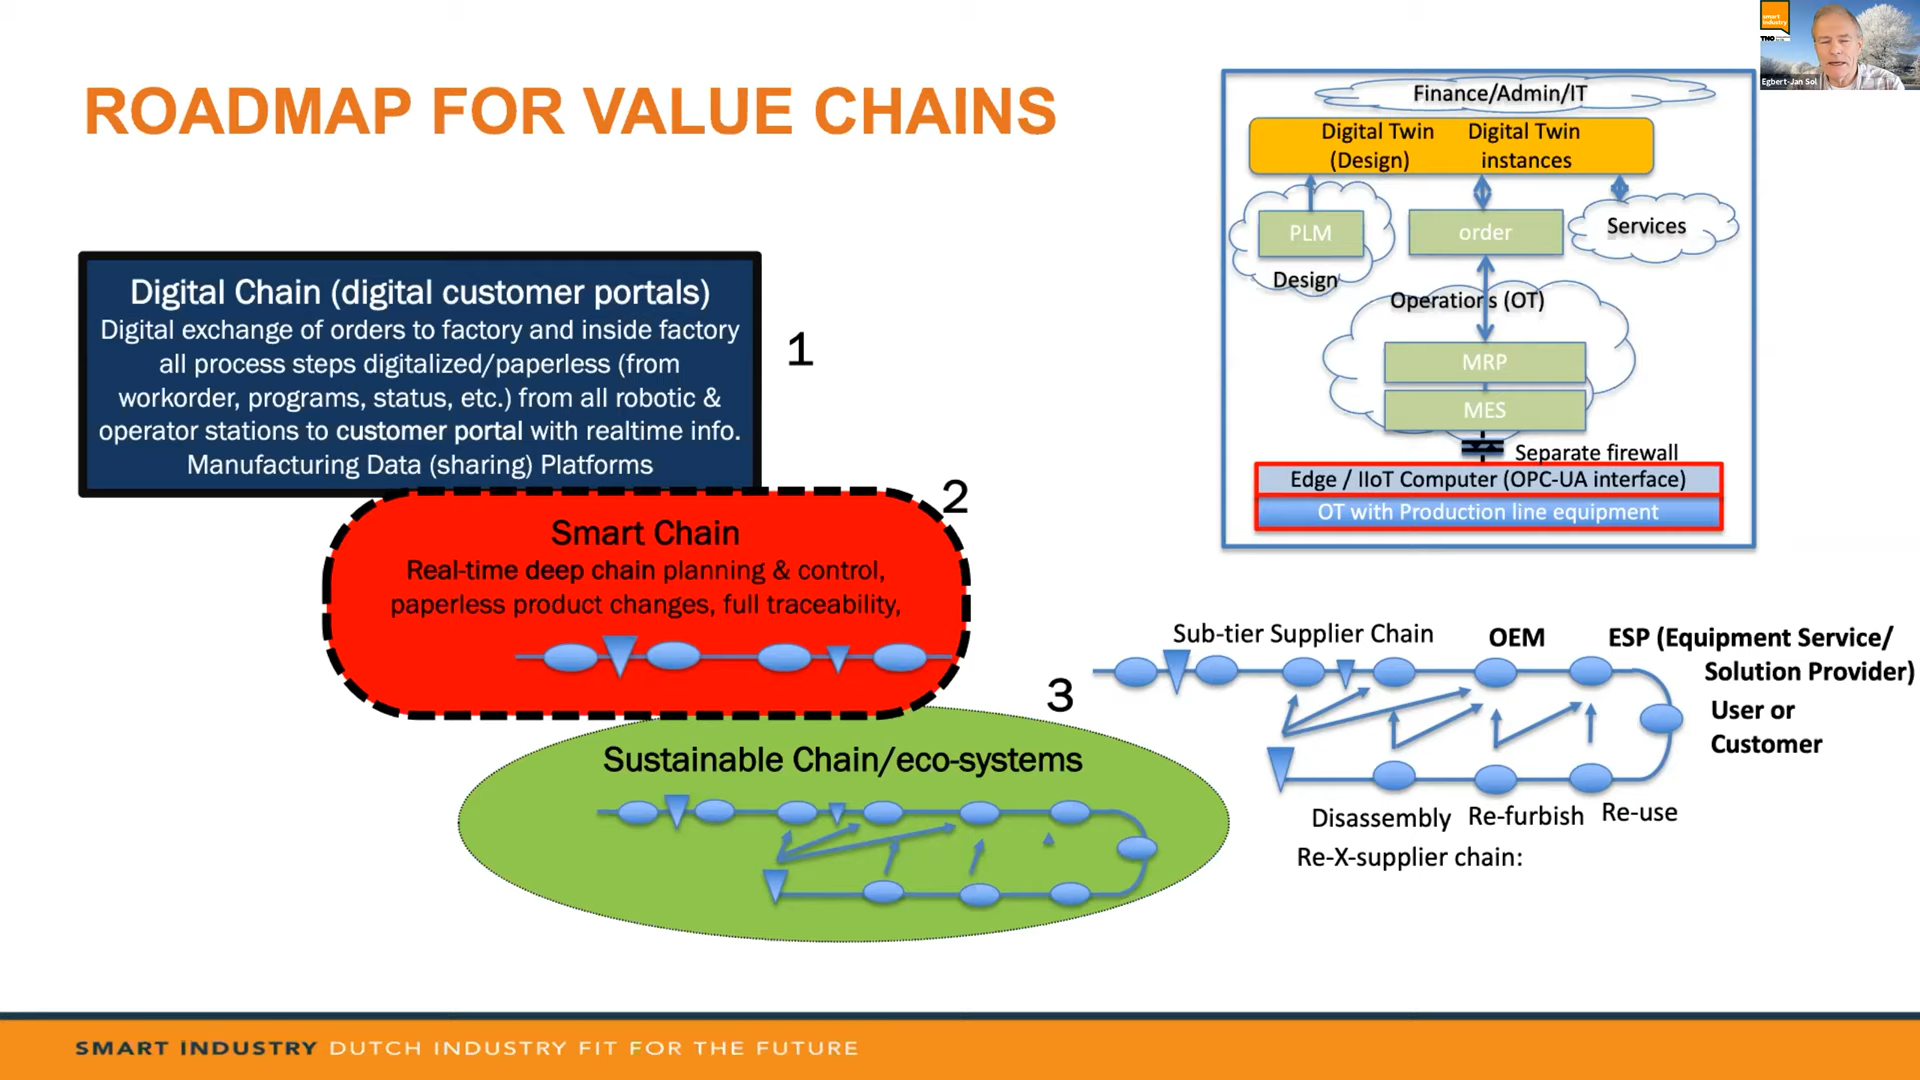 ROADMAP FOR VALUE CHAINS
Digital Chain (digital customer portals)
Digital exchange of orders to factory and inside factory
all process steps digitalized/paperless (from
workorder, programs, status, etc.) from all robotic &
operator stations to customer portal with realtime info.
Manufacturing Data (sharing) Platforms
1
Smart Chain
Real-time deep chain planning & control,
paperless product changes, full traceability,
2
Sustainable Chain/eco-systems
3
Finance/Admin/IT
Digital Twin
(Design)
Digital Twin
instances
PLM
Design
order
Services
Operations (OT)
MRP
MES
Separate firewall
Edge / IIoT Computer (OPC-UA interface)
OT with Production line equipment
Sub-tier Supplier Chain
OEM
ESP (Equipment Service/
Solution Provider)
User or
Customer
Disassembly
Re-furbish
Re-use
Re-X-supplier chain:
smart
industry
TNO
Egbert-Jan Sol
SMART INDUSTRY DUTCH INDUSTRY FIT FOR THE FUTURE